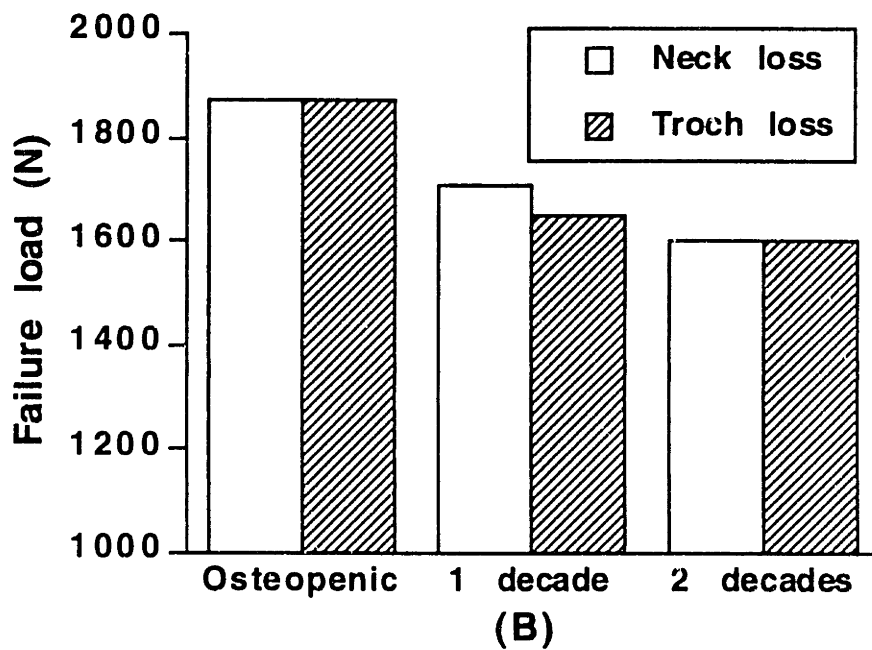 2000
1800
1600
1400
1200
1000
Failure load (N)
Neck loss
Troch loss
Osteopenic 1 decade 2 decades
(B)